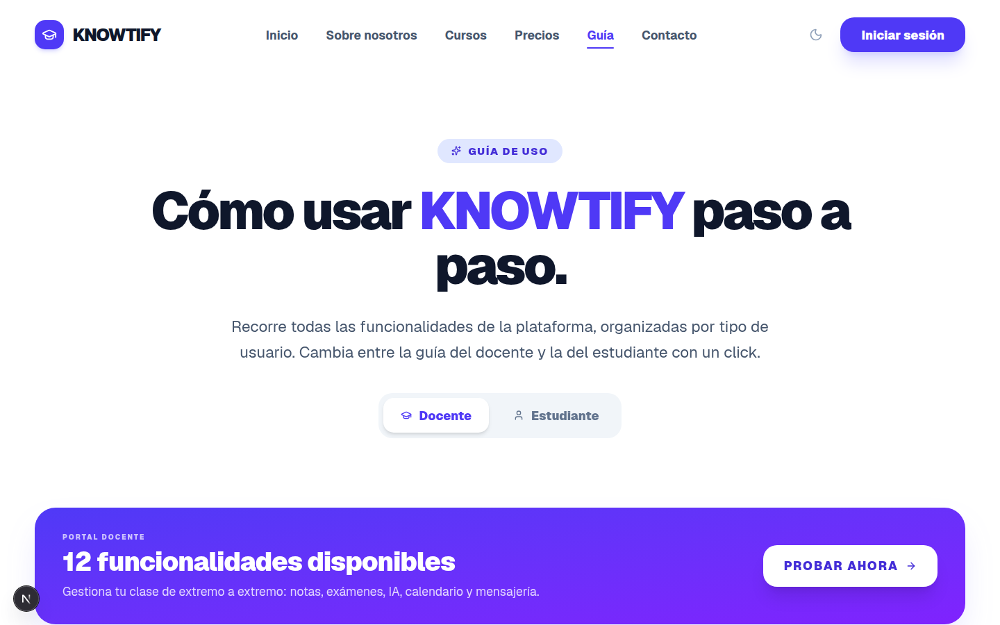 KNOWTIFY
Inicio
Sobre nosotros
Cursos
Precios
Guía
Contacto
Iniciar sesión
GUÍA DE USO
Cómo usar KNOWTIFY paso a
paso.
Recorre todas las funcionalidades de la plataforma, organizadas por tipo de
usuario. Cambia entre la guía del docente y la del estudiante con un click.
Docente
Estudiante
PORTAL DOCENTE
12 funcionalidades disponibles
Gestiona tu clase de extremo a extremo: notas, exámenes, IA, calendario y mensajería.
PROBAR AHORA
N